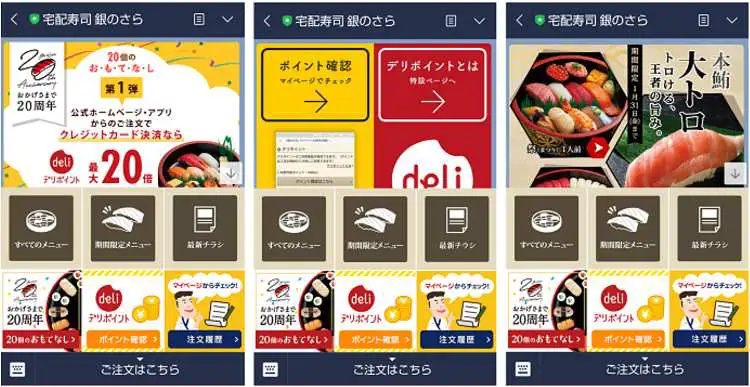 宅配寿司 銀のさら
20th
Anniversary
おかげさまで
20周年
20個の
お・も・て・な・し
第1弾
公式ホームページ・アプリ
からのご注文で
クレジットカード決済なら
deli
デリポイント
最大20倍
すべてのメニュー
期間限定メニュー
最新チラシ
おかげさまで
20周年
20個のおもてなし
deli
デリポイント
ポイント確認
マイページからチェック!
注文履歴
ご注文はこちら
宅配寿司 銀のさら
ポイント確認
マイページでチェック
デリポイントとは
特設ページへ
deli
すべてのメニュー
期間限定メニュー
最新チラシ
おかげさまで
20周年
20個のおもてなし
deli
デリポイント
ポイント確認
マイページからチェック!
注文履歴
ご注文はこちら
宅配寿司 銀のさら
本鮪
大トロ
トロける、
王者の旨み。
期間限定 1月31日(金)まで
1人前
すべてのメニュー
期間限定メニュー
最新チラシ
おかげさまで
20周年
20個のおもてなし
deli
デリポイント
ポイント確認
マイページからチェック!
注文履歴
ご注文はこちら